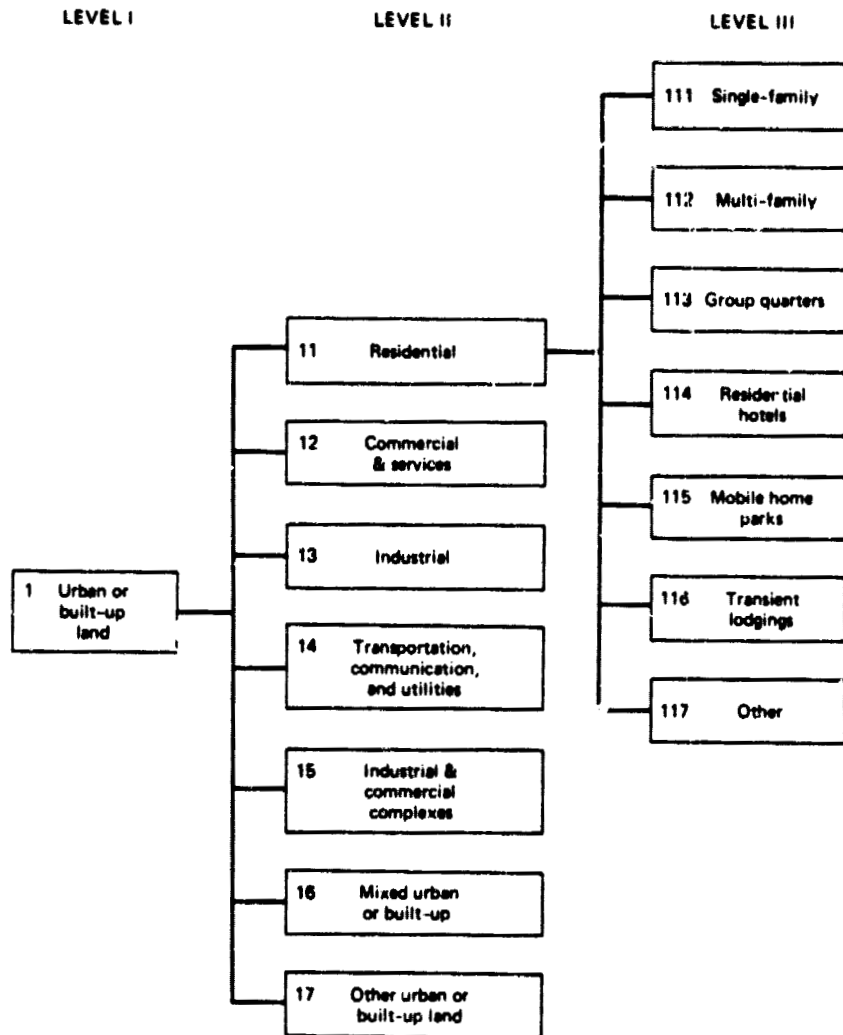 LEVEL I
LEVEL II
LEVEL III
1 Urban or
built-up
land
11 Residential
12 Commercial
& services
13 Industrial
14 Transportation,
communication,
and utilities
15 Industrial &
commercial
complexes
16 Mixed urban
or built-up
17 Other urban or
built-up land
111 Single-family
112 Multi-family
113 Group quarters
114 Residential
hotels
115 Mobile home
parks
116 Transient
lodgings
117 Other